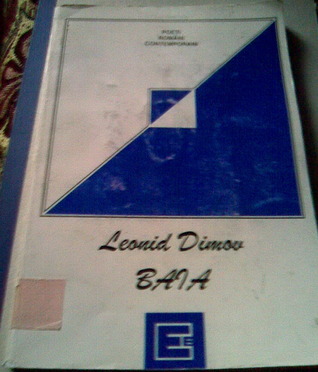 POEȚI
ROMÂNI
CONTEMPORANI
Leonid Dimov
BAIA